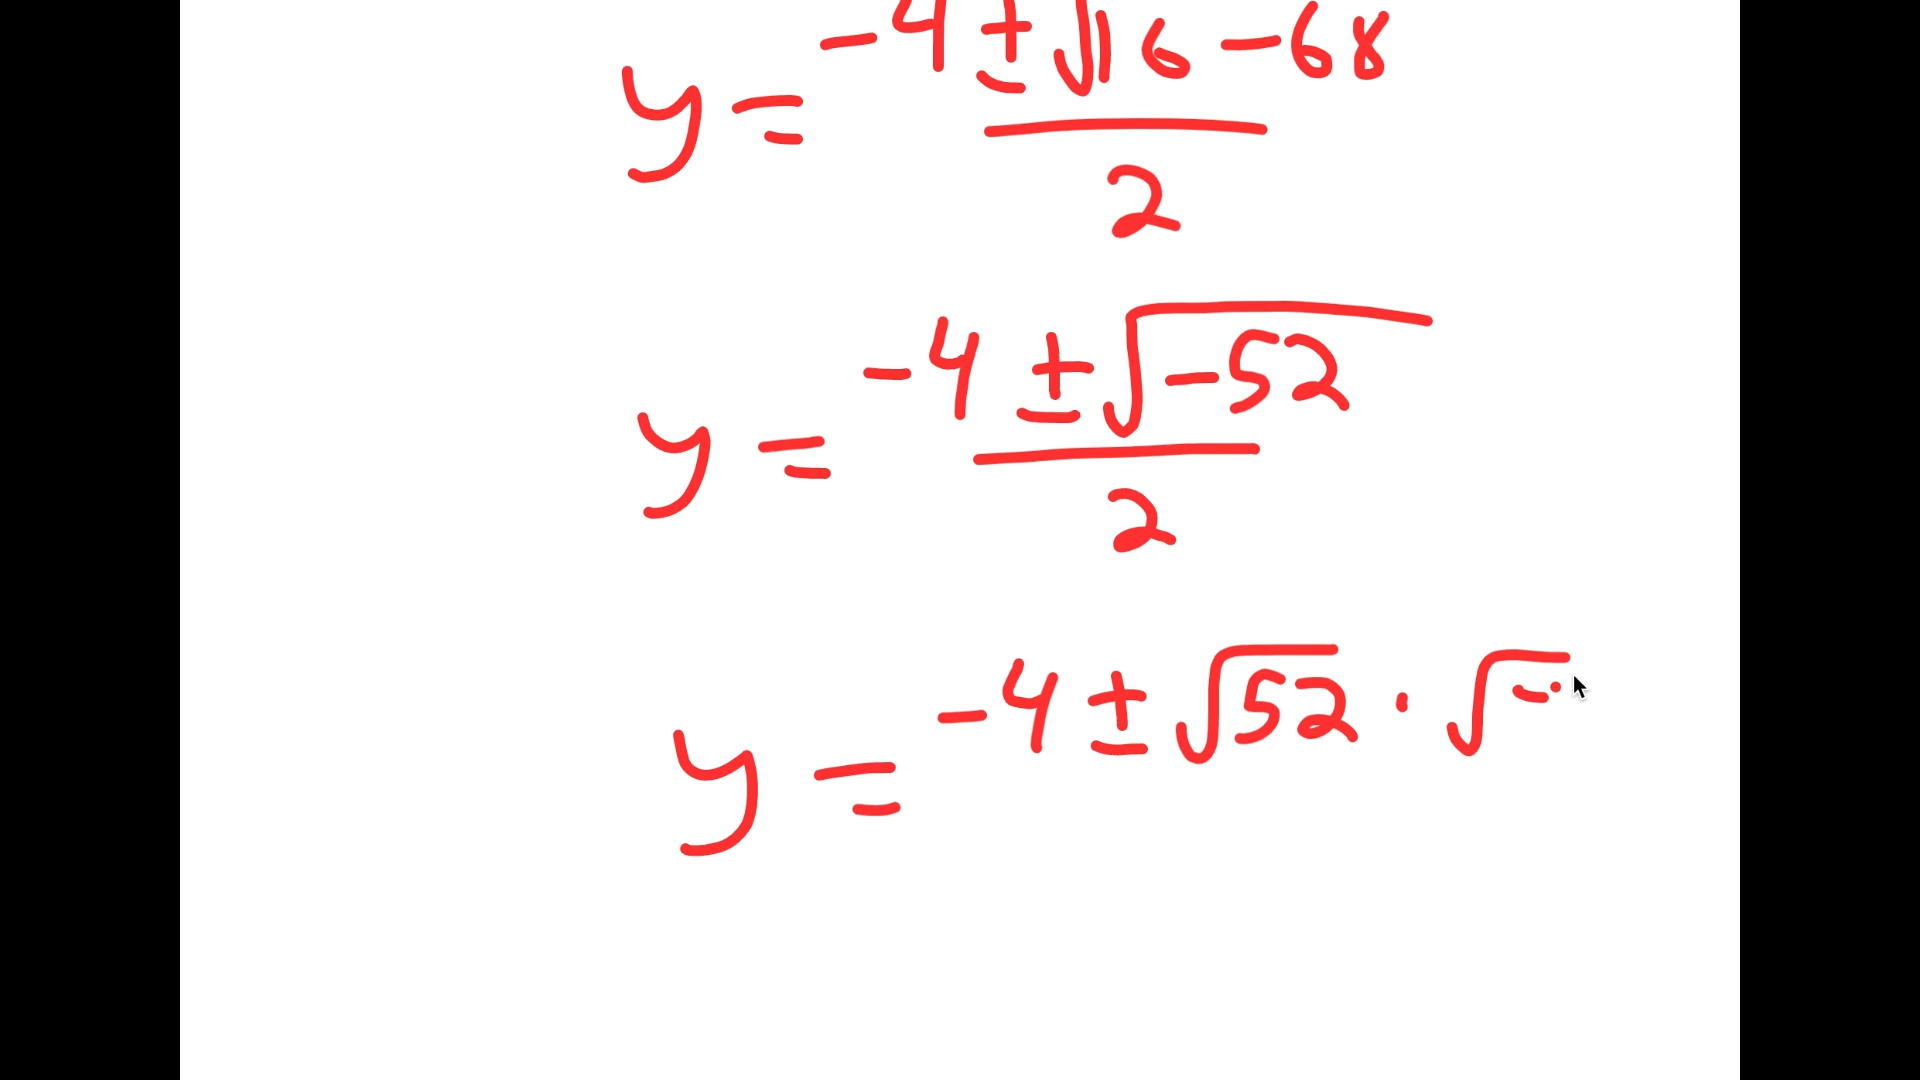 y = -4 ± √16 - 68 / 2
y = -4 ± √-52 / 2
y = -4 ± √52 · √-